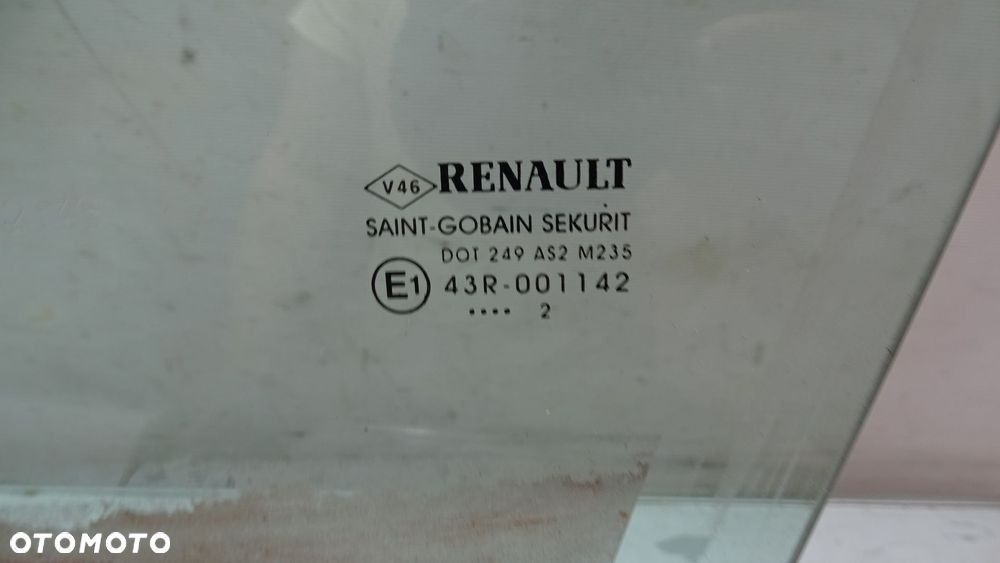 V46 RENAULT
SAINT-GOBAIN SEKURIT
DOT 249 AS2 M235
E1 43R-001142
.... 2
OTOMOTO